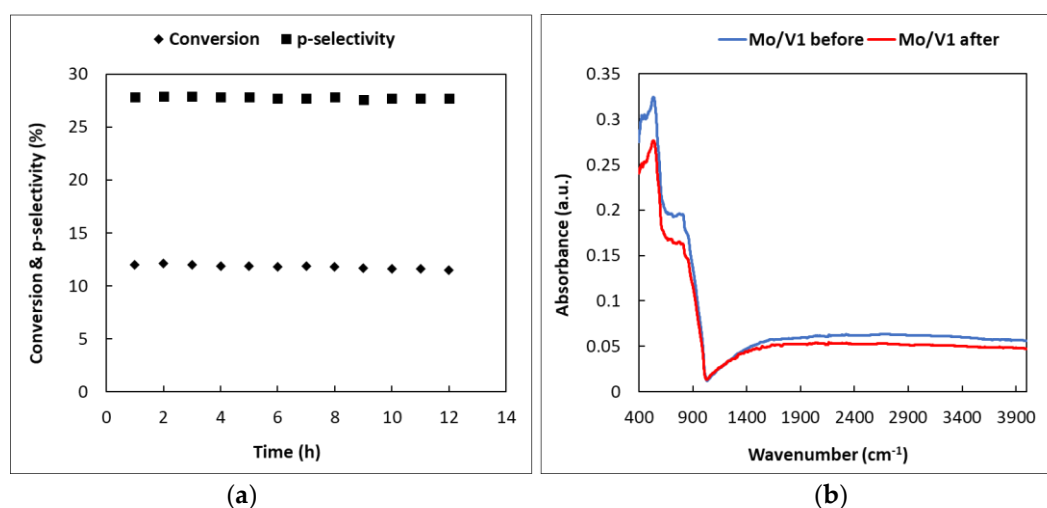 Conversion p-selectivity
30
25
20
15
10
5
0
0 2 4 6 8 10 12 14
Time (h)
Conversion & p-selectivity (%)
(a)
Mo/V1 before Mo/V1 after
0.35
0.3
0.25
0.2
0.15
0.1
0.05
0
400 900 1400 1900 2400 2900 3400 3900
Wavenumber (cm⁻¹)
Absorbance (a.u.)
(b)